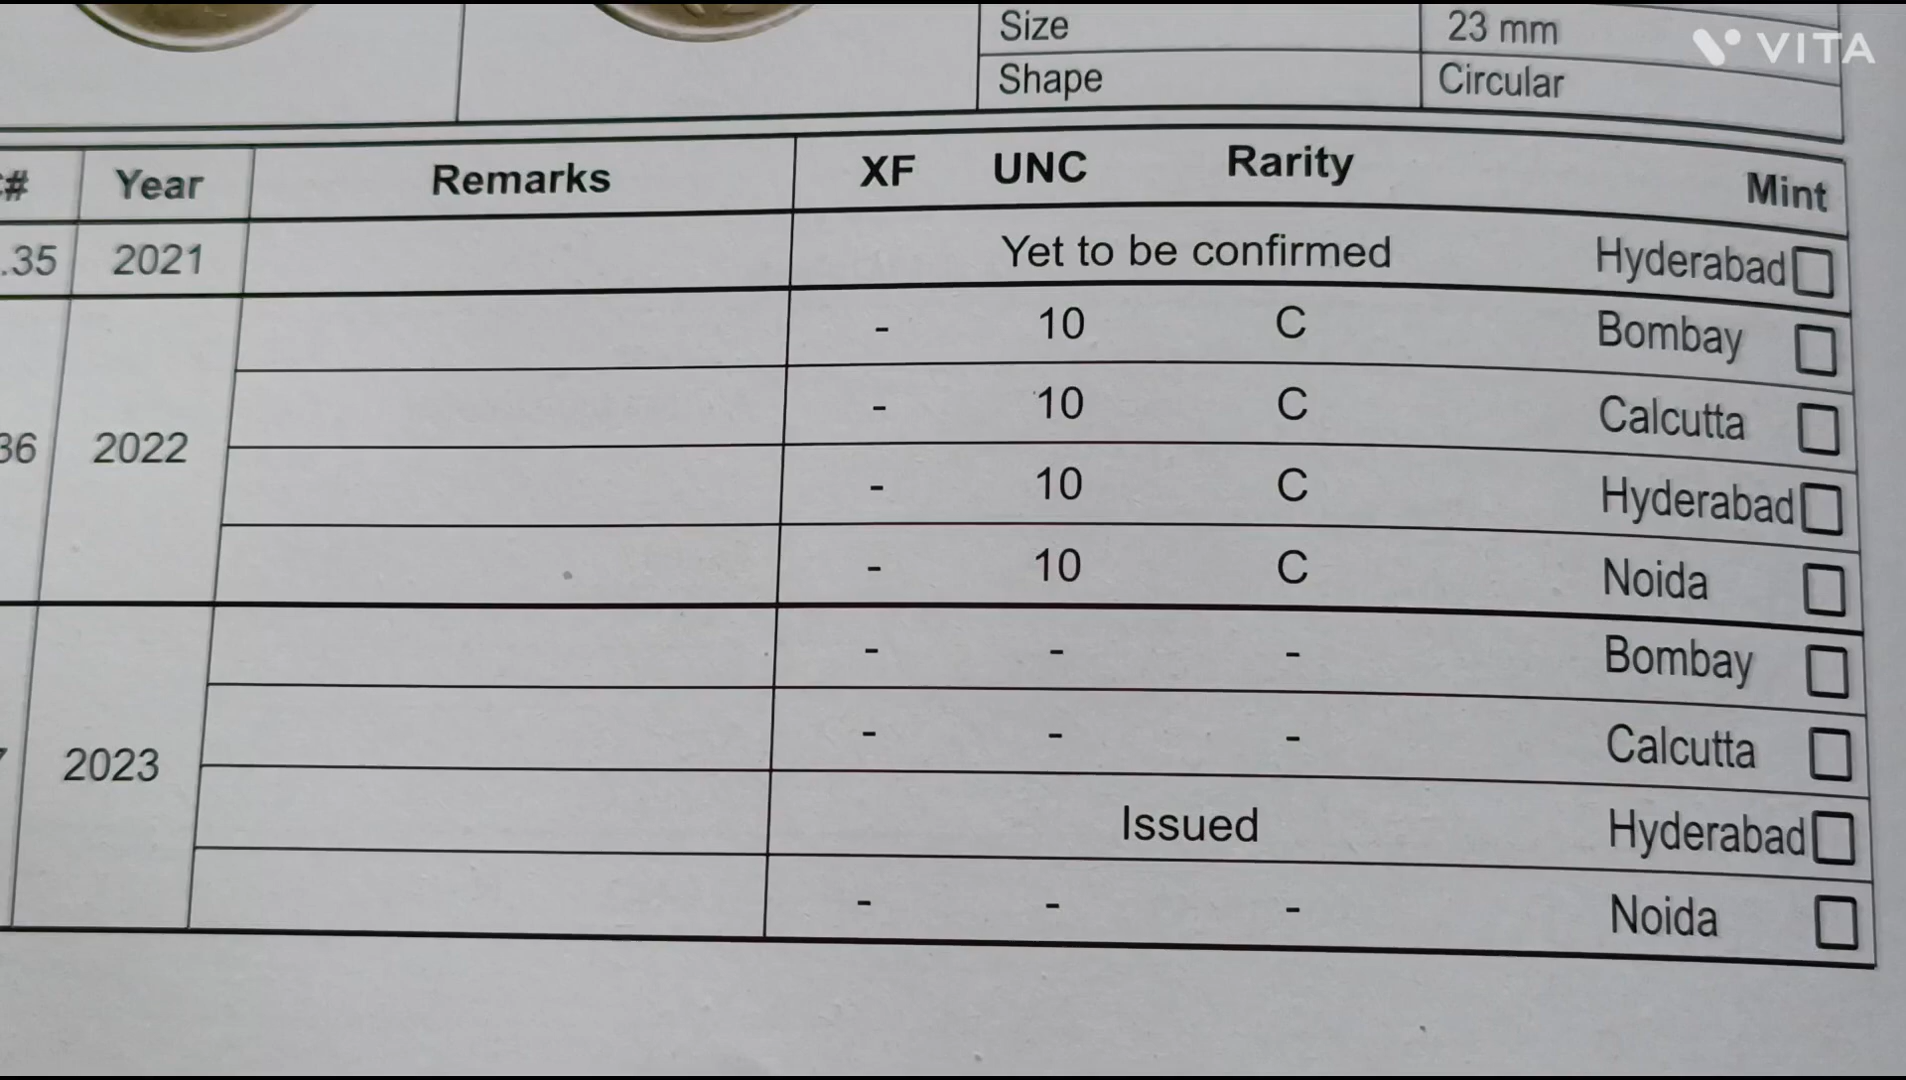 Size 23 mm
VITA
Shape Circular
# Year Remarks XF UNC Rarity Mint
.35 2021 Yet to be confirmed Hyderabad
- 10 C Bombay
- 10 C Calcutta
36 2022 - 10 C Hyderabad
- 10 C Noida
- - - Bombay
- - - Calcutta
2023 Issued Hyderabad
- - - Noida